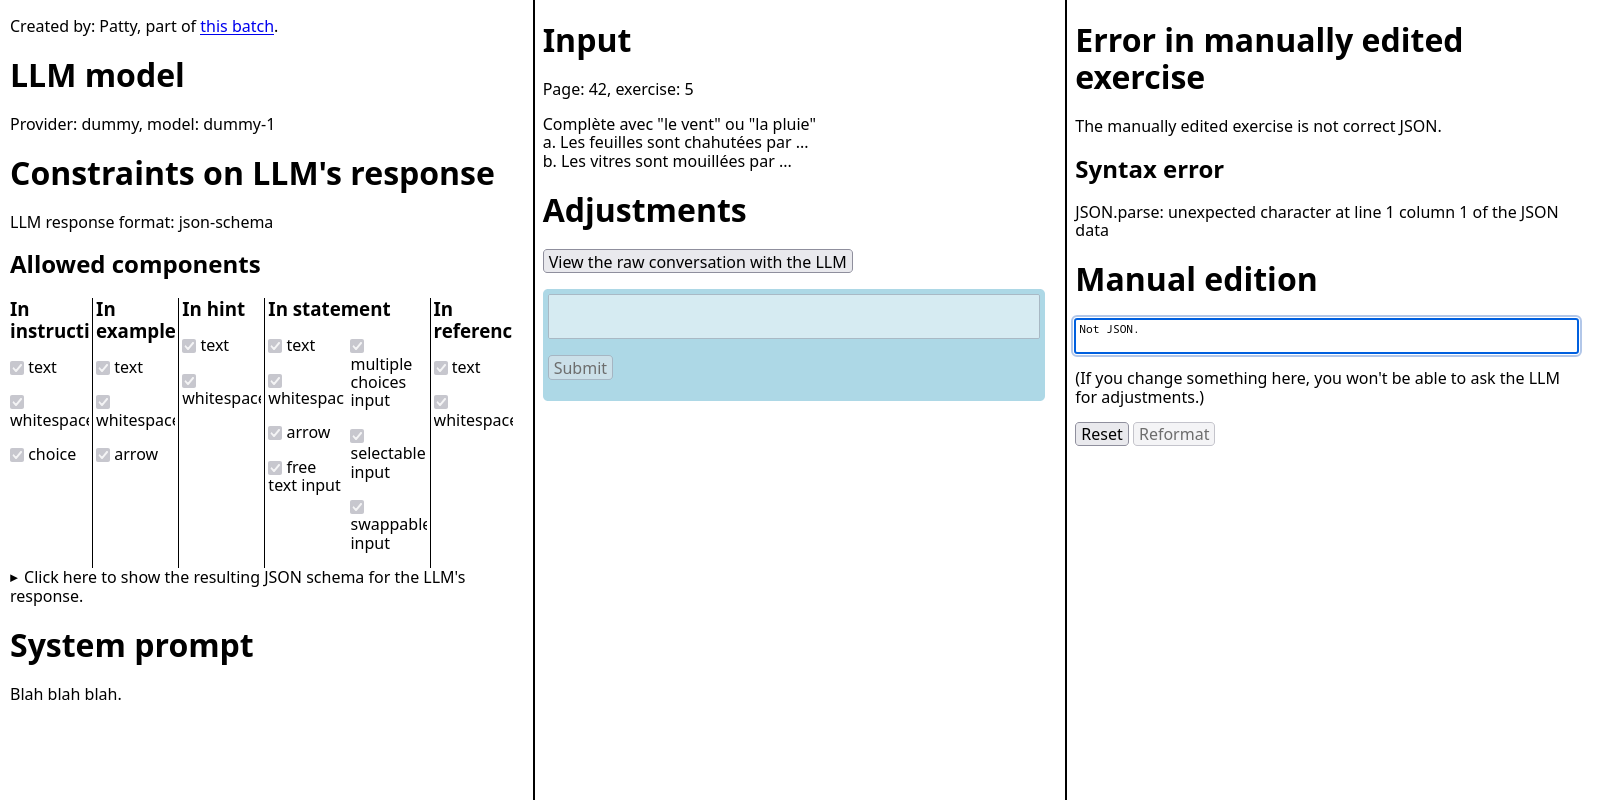 Created by: Patty, part of this batch.
LLM model
Provider: dummy, model: dummy-1
Constraints on LLM's response
LLM response format: json-schema
Allowed components
In
instructi
text
whitespace
choice
In
example
text
whitespace
arrow
In hint
text
whitespace
In statement
text
whitespac
arrow
free
text input
multiple
choices
input
selectable
input
swappable
input
In
referenc
text
whitespace
▸ Click here to show the resulting JSON schema for the LLM's
response.
System prompt
Blah blah blah.
Input
Page: 42, exercise: 5
Complète avec "le vent" ou "la pluie"
a. Les feuilles sont chahutées par ...
b. Les vitres sont mouillées par ...
Adjustments
View the raw conversation with the LLM
Submit
Error in manually edited
exercise
The manually edited exercise is not correct JSON.
Syntax error
JSON.parse: unexpected character at line 1 column 1 of the JSON
data
Manual edition
Not JSON.
(If you change something here, you won't be able to ask the LLM
for adjustments.)
Reset Reformat